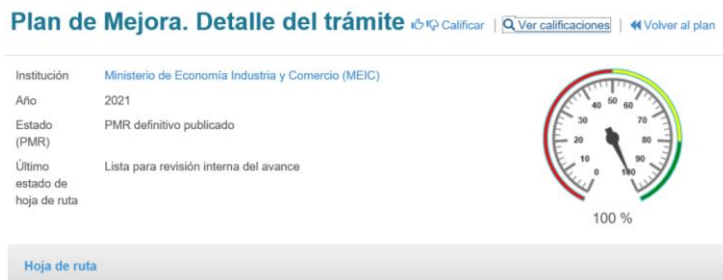 Plan de Mejora. Detalle del trámite Calificar | Ver calificaciones | Volver al plan
Institución Ministerio de Economía Industria y Comercio (MEIC)
Año 2021
Estado PMR definitivo publicado
(PMR)
Último Lista para revisión interna del avance
estado de
hoja de ruta
0 10 20 30 40 50 60 70 80 90 100
100 %
Hoja de ruta